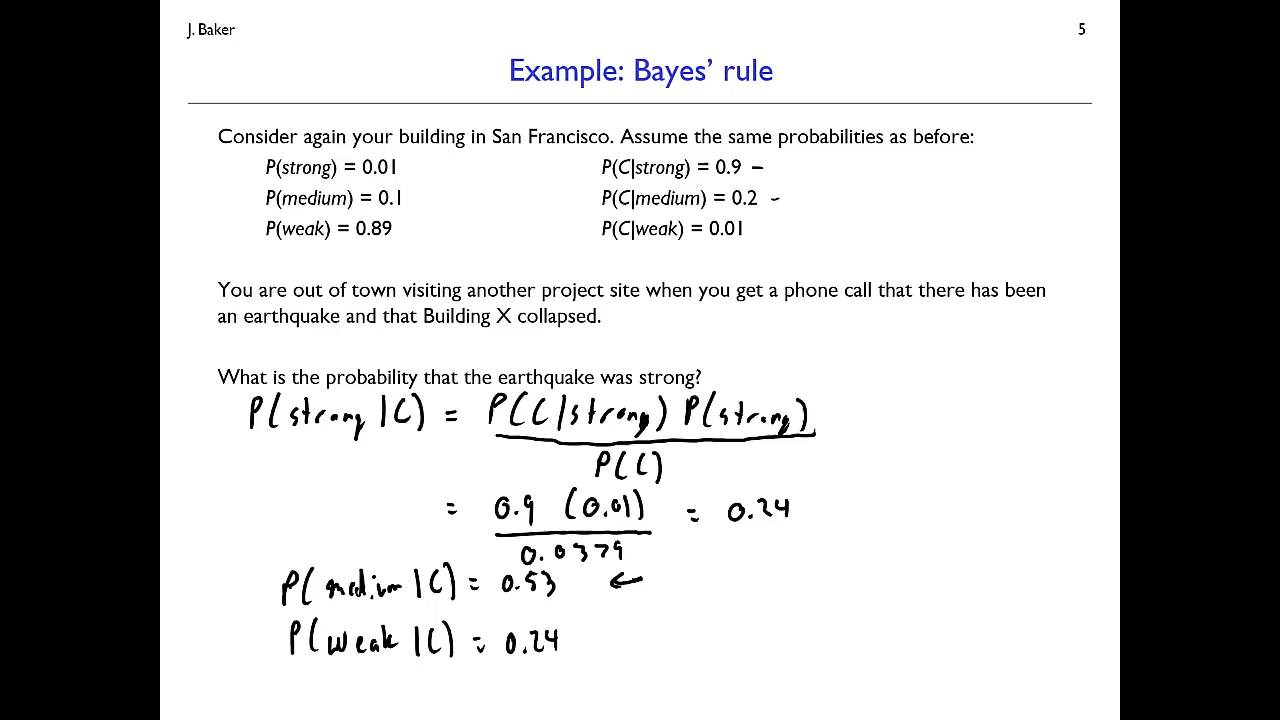 J. Baker 5
Example: Bayes’ rule
Consider again your building in San Francisco. Assume the same probabilities as before:
P(strong) = 0.01 P(C|strong) = 0.9 –
P(medium) = 0.1 P(C|medium) = 0.2 -
P(weak) = 0.89 P(C|weak) = 0.01
You are out of town visiting another project site when you get a phone call that there has been
an earthquake and that Building X collapsed.
What is the probability that the earthquake was strong?
P(strong|C) = P(C|strong) P(strong)
P(C)
= 0.9 (0.01) = 0.24
0.0379
P(medium|C) = 0.53 ←
P(weak|C) = 0.24